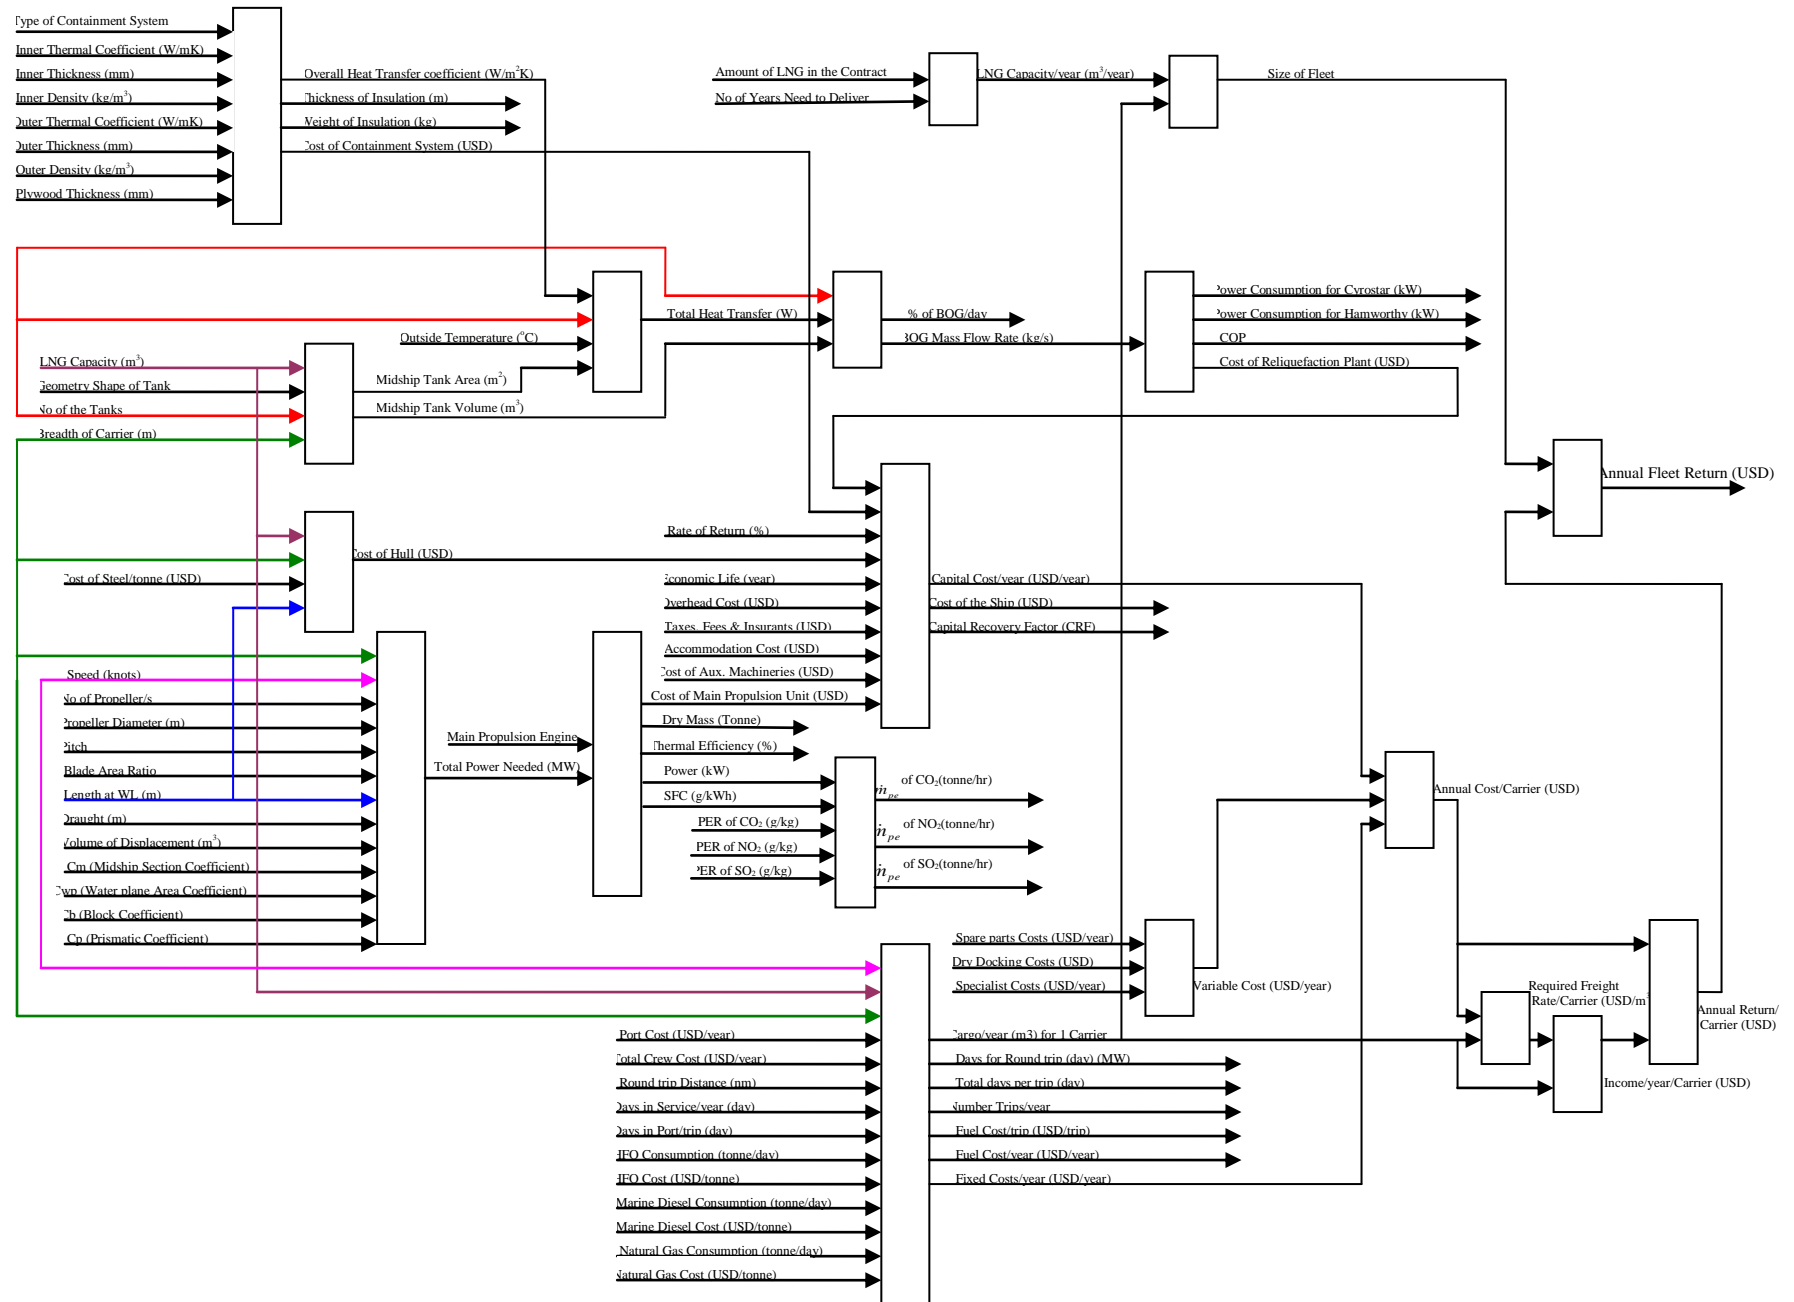 Type of Containment System
Inner Thermal Coefficient (W/mK)
Inner Thickness (mm)
Inner Density (kg/m³)
Outer Thermal Coefficient (W/mK)
Outer Thickness (mm)
Outer Density (kg/m³)
Plywood Thickness (mm)
Overall Heat Transfer coefficient (W/m²K)
Thickness of Insulation (m)
Weight of Insulation (kg)
Cost of Containment System (USD)
Amount of LNG in the Contract
No of Years Need to Deliver
LNG Capacity/year (m³/year)
Size of Fleet
Outside Temperature (°C)
Total Heat Transfer (W)
% of BOG/day
BOG Mass Flow Rate (kg/s)
Power Consumption for Cyrostar (kW)
Power Consumption for Hamworthy (kW)
COP
Cost of Reliquefaction Plant (USD)
LNG Capacity (m³)
Geometry Shape of Tank
No of the Tanks
Breadth of Carrier (m)
Midship Tank Area (m²)
Midship Tank Volume (m³)
Annual Fleet Return (USD)
Cost of Steel/tonne (USD)
Cost of Hull (USD)
Rate of Return (%)
Economic Life (year)
Overhead Cost (USD)
Taxes, Fees & Insurants (USD)
Accommodation Cost (USD)
Cost of Aux. Machineries (USD)
Cost of Main Propulsion Unit (USD)
Capital Cost/year (USD/year)
Cost of the Ship (USD)
Capital Recovery Factor (CRF)
Speed (knots)
No of Propeller/s
Propeller Diameter (m)
Pitch
Blade Area Ratio
Length at WL (m)
Draught (m)
Volume of Displacement (m³)
Cm (Midship Section Coefficient)
Cwp (Water plane Area Coefficient)
Cb (Block Coefficient)
Cp (Prismatic Coefficient)
Main Propulsion Engine
Total Power Needed (MW)
Dry Mass (Tonne)
Thermal Efficiency (%)
Power (kW)
SFC (g/kWh)
PER of CO₂ (g/kg)
PER of NO₂ (g/kg)
PER of SO₂ (g/kg)
ṁpe of CO₂(tonne/hr)
ṁpe of NO₂(tonne/hr)
ṁpe of SO₂(tonne/hr)
Annual Cost/Carrier (USD)
Spare parts Costs (USD/year)
Dry Docking Costs (USD)
Specialist Costs (USD/year)
Variable Cost (USD/year)
Required Freight
Rate/Carrier (USD/m³
Annual Return/
Carrier (USD)
Income/year/Carrier (USD)
Port Cost (USD/year)
Total Crew Cost (USD/year)
Round trip Distance (nm)
Days in Service/year (day)
Days in Port/trip (day)
HFO Consumption (tonne/day)
HFO Cost (USD/tonne)
Marine Diesel Consumption (tonne/day)
Marine Diesel Cost (USD/tonne)
Natural Gas Consumption (tonne/day)
Natural Gas Cost (USD/tonne)
Cargo/year (m3) for 1 Carrier
Days for Round trip (day) (MW)
Total days per trip (day)
Number Trips/year
Fuel Cost/trip (USD/trip)
Fuel Cost/year (USD/year)
Fixed Costs/year (USD/year)